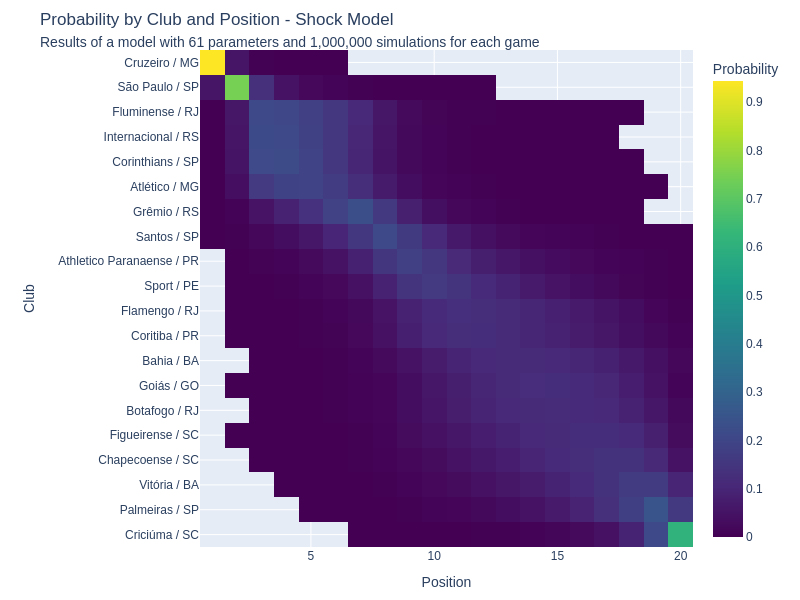 Probability by Club and Position - Shock Model
Results of a model with 61 parameters and 1,000,000 simulations for each game
Cruzeiro / MG
São Paulo / SP
Fluminense / RJ
Internacional / RS
Corinthians / SP
Atlético / MG
Grêmio / RS
Santos / SP
Athletico Paranaense / PR
Sport / PE
Flamengo / RJ
Coritiba / PR
Bahia / BA
Goiás / GO
Botafogo / RJ
Figueirense / SC
Chapecoense / SC
Vitória / BA
Palmeiras / SP
Criciúma / SC
Club
5
10
15
20
Position
Probability
0.9
0.8
0.7
0.6
0.5
0.4
0.3
0.2
0.1
0